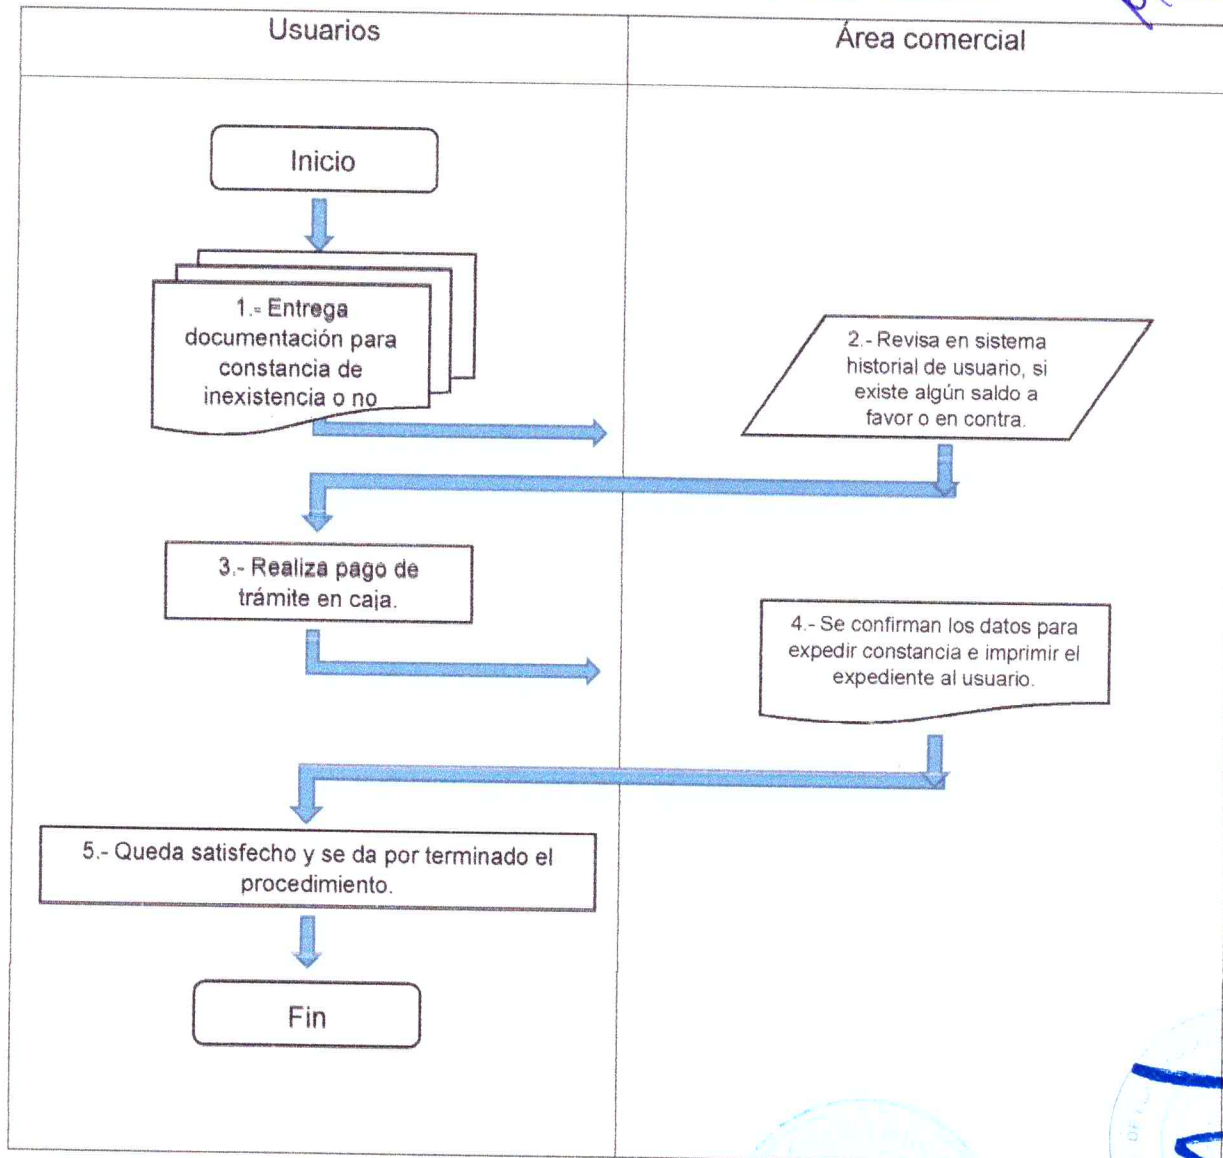 Usuarios
Área comercial
Inicio
1.- Entrega
documentación para
constancia de
inexistencia o no
2.- Revisa en sistema
historial de usuario, si
existe algún saldo a
favor o en contra.
3.- Realiza pago de
trámite en caja.
4.- Se confirman los datos para
expedir constancia e imprimir el
expediente al usuario.
5.- Queda satisfecho y se da por terminado el
procedimiento.
Fin